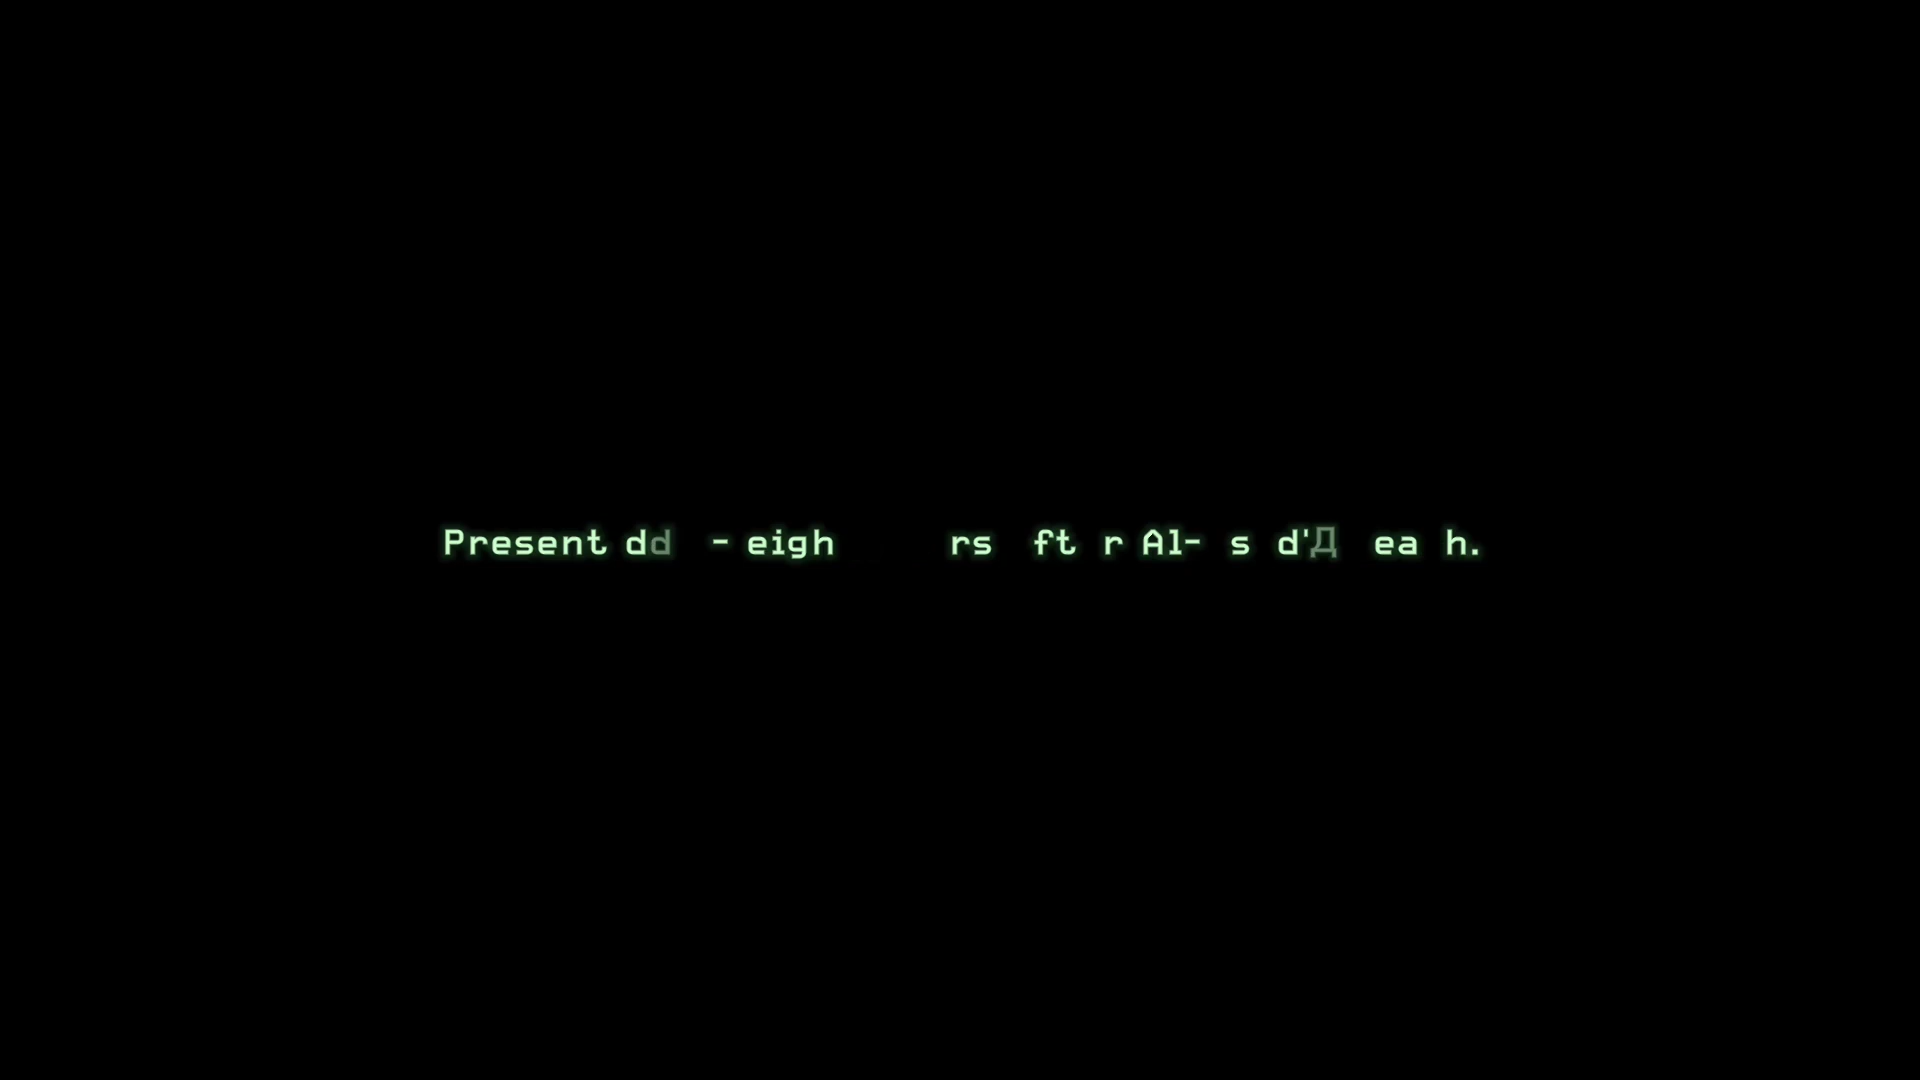 Present dd - eigh rs ft r Al- s d'Д ea h.